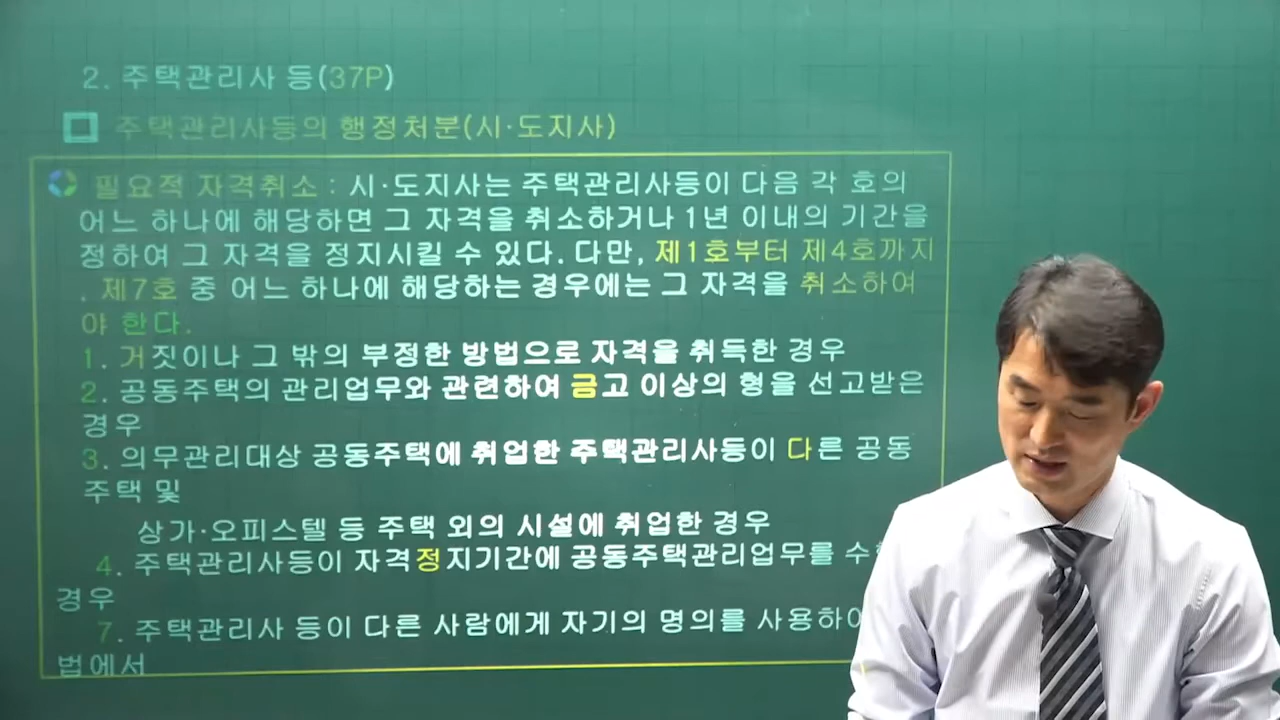 2. 주택관리사 등(37P)
주택관리사등의 행정처분(시·도지사)
필요적 자격취소 : 시·도지사는 주택관리사등이 다음 각 호의
어느 하나에 해당하면 그 자격을 취소하거나 1년 이내의 기간을
정하여 그 자격을 정지시킬 수 있다. 다만, 제1호부터 제4호까지
. 제7호 중 어느 하나에 해당하는 경우에는 그 자격을 취소하여
야 한다.
1. 거짓이나 그 밖의 부정한 방법으로 자격을 취득한 경우
2. 공동주택의 관리업무와 관련하여 금고 이상의 형을 선고받은
경우
3. 의무관리대상 공동주택에 취업한 주택관리사등이 다른 공동
주택 및
상가·오피스텔 등 주택 외의 시설에 취업한 경우
4. 주택관리사등이 자격정지기간에 공동주택관리업무를
경우
7. 주택관리사 등이 다른 사람에게 자기의 명의를
법에서